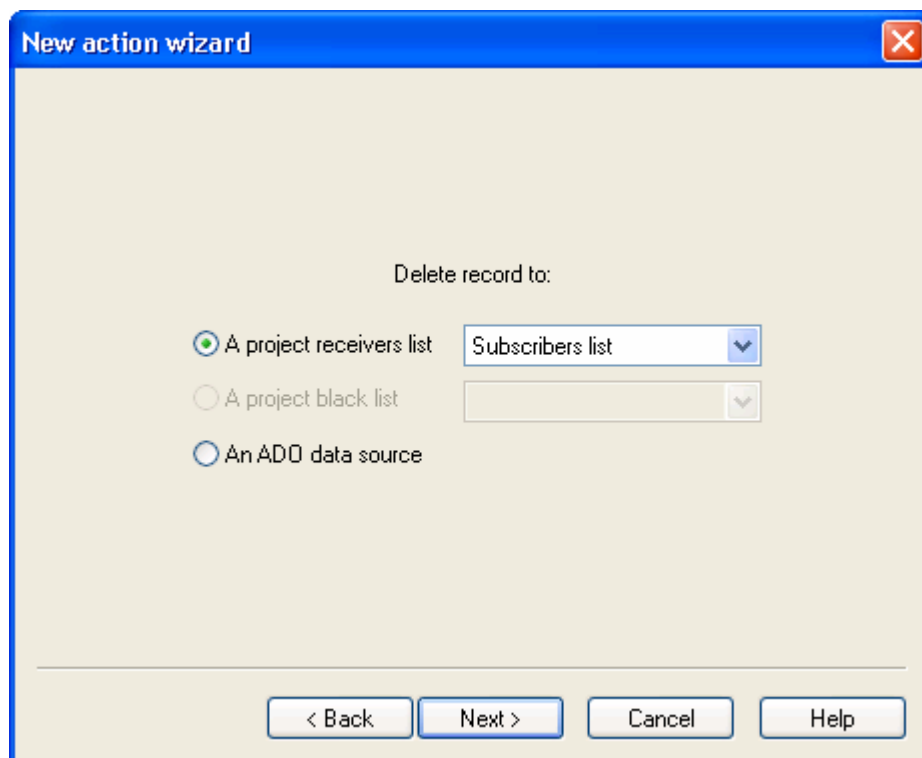 New action wizard
Delete record to:
A project receivers list Subscribers list
A project black list
An ADO data source
< Back Next > Cancel Help